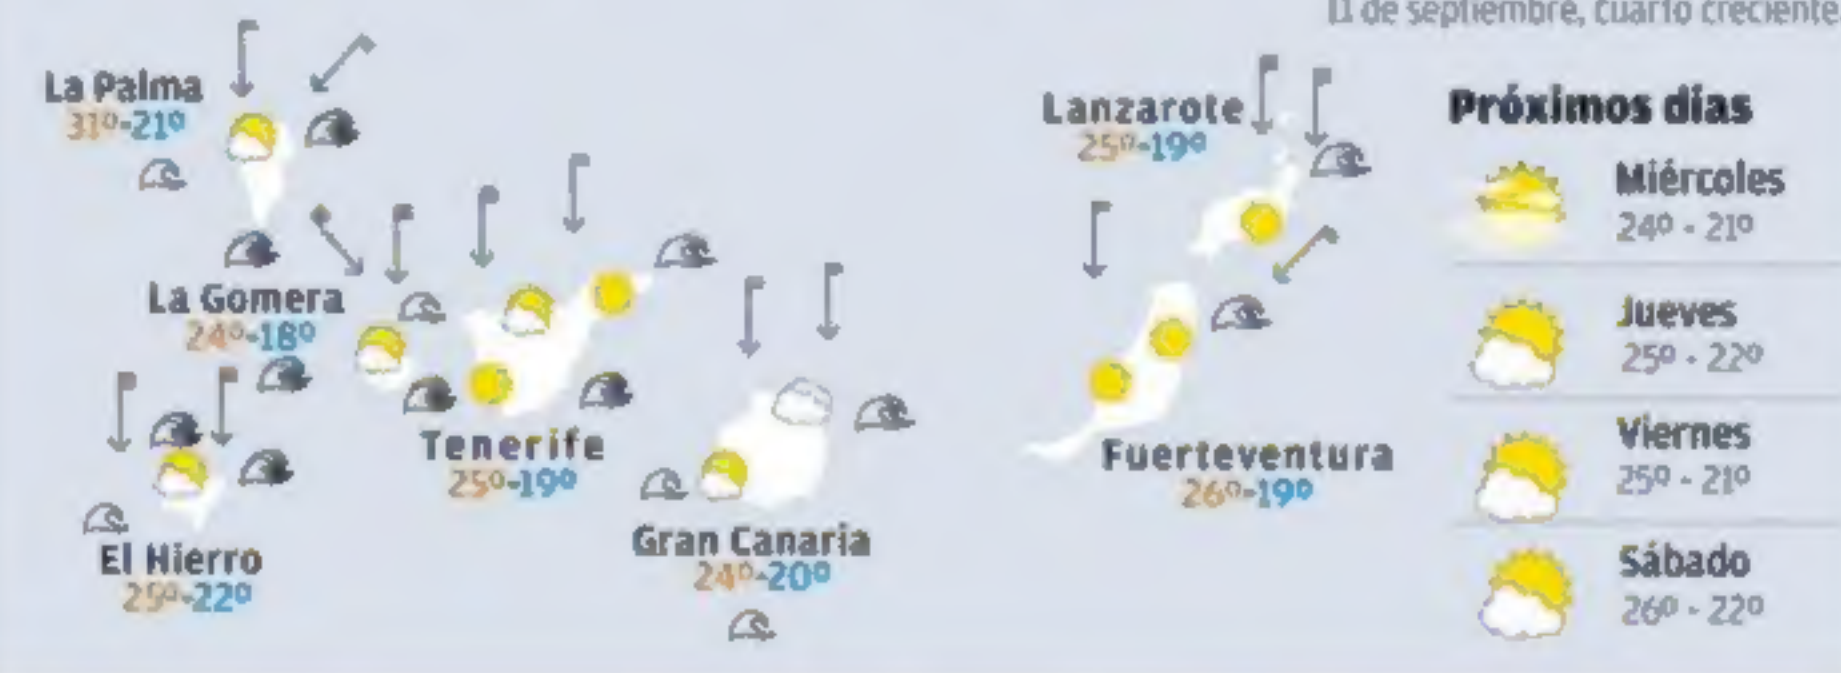 11 de septiembre, cuarto creciente
La Palma
31º-21º
Lanzarote
25º-19º
La Gomera
24º-18º
Tenerife
25º-19º
El Hierro
25º-22º
Gran Canaria
24º-20º
Fuerteventura
26º-19º
Próximos días
Miércoles
24º - 21º
Jueves
25º - 22º
Viernes
25º - 21º
Sábado
26º - 22º